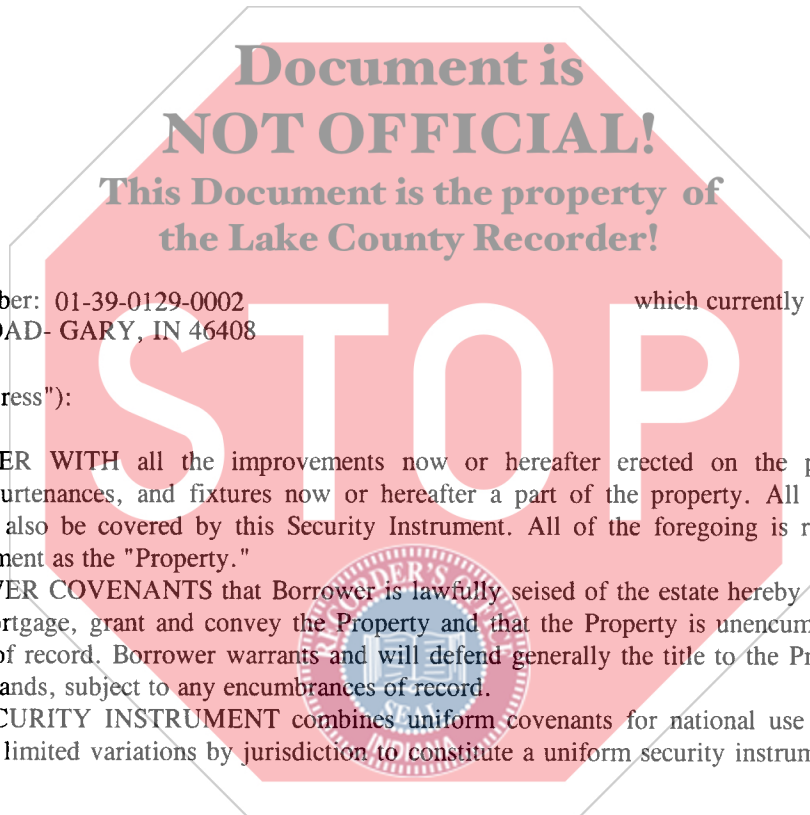 Document is
NOT OFFICIAL!
This Document is the property of
the Lake County Recorder!
ber: 01-39-0129-0002 which currently
OAD- GARY, IN 46408
ress"):
STOP
ER WITH all the improvements now or hereafter erected on the p
urtenances, and fixtures now or hereafter a part of the property. All
also be covered by this Security Instrument. All of the foregoing is r
ment as the "Property."
VER COVENANTS that Borrower is lawfully seised of the estate hereby
rtgage, grant and convey the Property and that the Property is unencum
of record. Borrower warrants and will defend generally the title to the Pr
ands, subject to any encumbrances of record.
CURITY INSTRUMENT combines uniform covenants for national use
limited variations by jurisdiction to constitute a uniform security instrum
RECORDER'S
SEAL
INDIANA